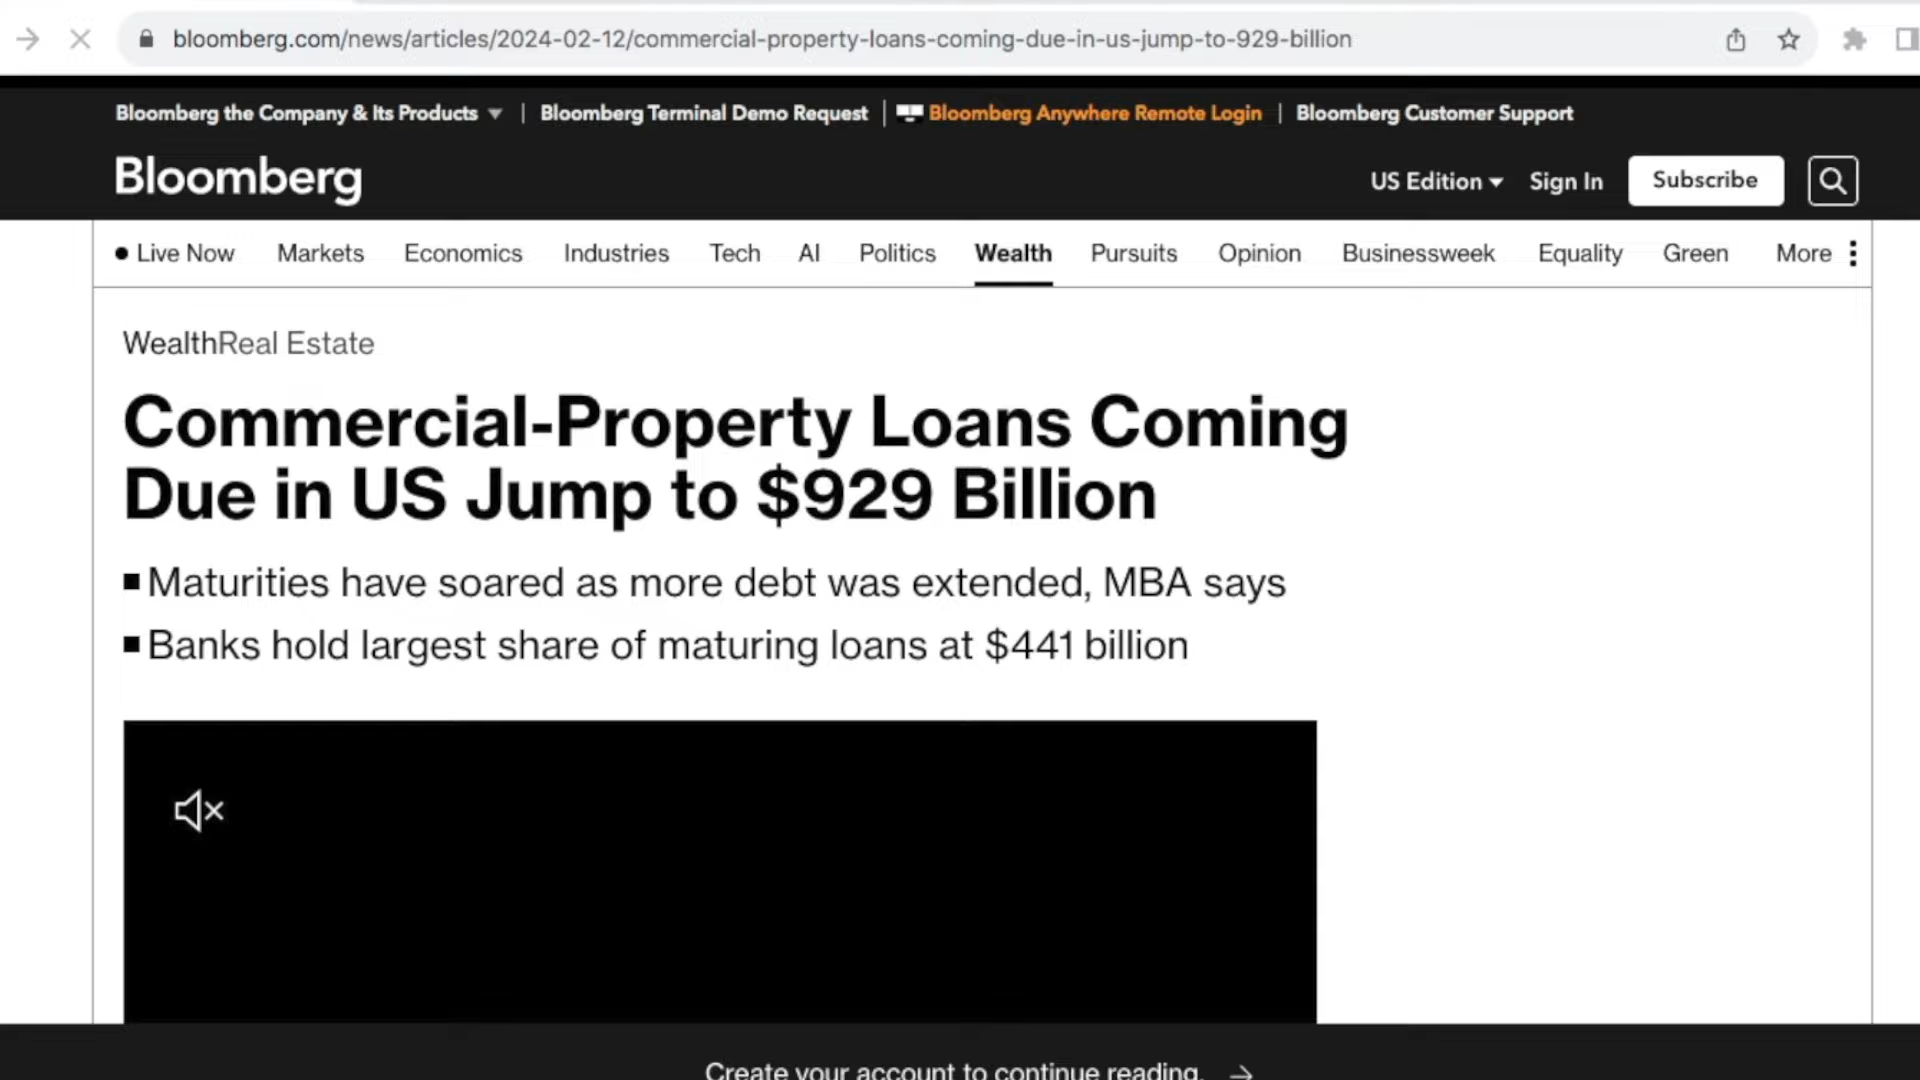 bloomberg.com/news/articles/2024-02-12/commercial-property-loans-coming-due-in-us-jump-to-929-billion
Bloomberg the Company & Its Products ▼ | Bloomberg Terminal Demo Request | Bloomberg Anywhere Remote Login | Bloomberg Customer Support
Bloomberg
US Edition ▼ Sign In Subscribe
● Live Now Markets Economics Industries Tech AI Politics Wealth Pursuits Opinion Businessweek Equality Green More
WealthReal Estate
Commercial-Property Loans Coming
Due in US Jump to $929 Billion
■ Maturities have soared as more debt was extended, MBA says
■ Banks hold largest share of maturing loans at $441 billion
Create your account to continue reading. →